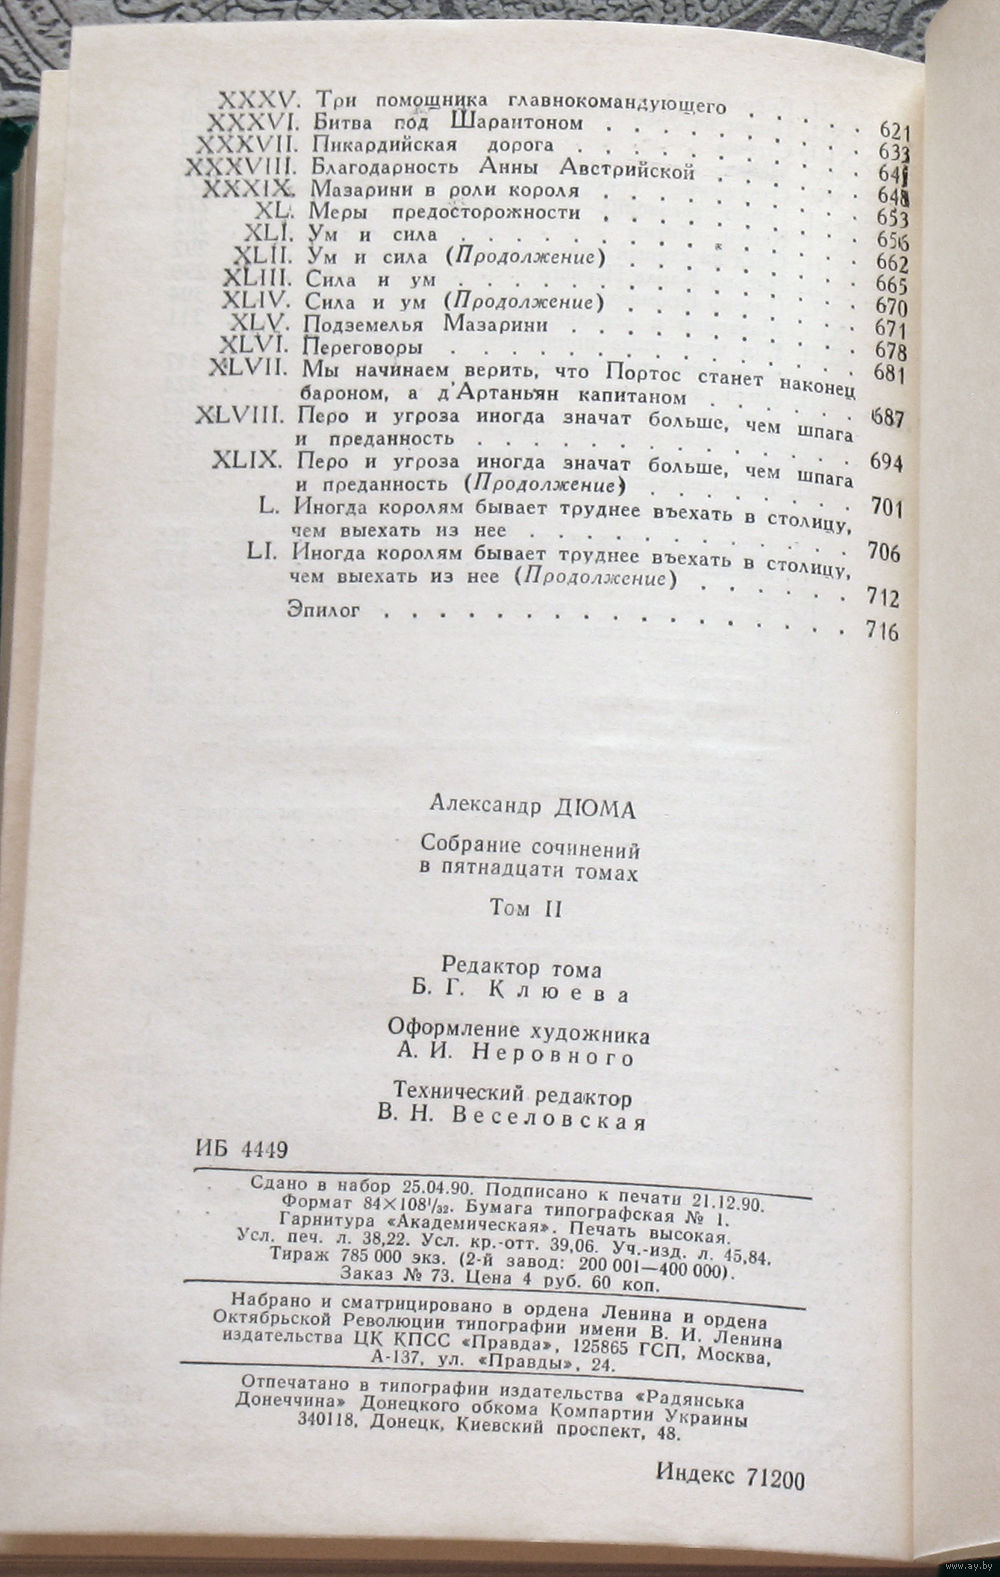 XXXV. Три помощника главнокомандующего . . . . . 621
XXXVI. Битва под Шарантоном . . . . . . . . . 633
XXXVII. Пикардийская дорога . . . . . . . . . . 641
XXXVIII. Благодарность Анны Австрийской . . . . . . 648
XXXIX. Мазарини в роли короля . . . . . . . . . 653
XL. Меры предосторожности . . . . . . . . . 656
XLI. Ум и сила . . . . . . . . . . . . . . 662
XLII. Ум и сила (Продолжение) . . . . . . . . 665
XLIII. Сила и ум . . . . . . . . . . . . . . 670
XLIV. Сила и ум (Продолжение) . . . . . . . . 671
XLV. Подземелья Мазарини . . . . . . . . . . 678
XLVI. Переговоры . . . . . . . . . . . . . . 681
XLVII. Мы начинаем верить, что Портос станет наконец
бароном, а д'Артаньян капитаном . . . . . . 687
XLVIII. Перо и угроза иногда значат больше, чем шпага
и преданность . . . . . . . . . . . . . 694
XLIX. Перо и угроза иногда значат больше, чем шпага
и преданность (Продолжение) . . . . . . . . 701
L. Иногда королям бывает труднее въехать в столицу,
чем выехать из нее . . . . . . . . . . . 706
LI. Иногда королям бывает труднее въехать в столицу,
чем выехать из нее (Продолжение) . . . . . . 712
Эпилог . . . . . . . . . . . . . . . . . 716
Александр ДЮМА
Собрание сочинений
в пятнадцати томах
Том II
Редактор тома
Б. Г. Клюева
Оформление художника
А. И. Неровного
Технический редактор
В. Н. Веселовская
ИБ 4449
Сдано в набор 25.04.90. Подписано к печати 21.12.90.
Формат 84×108¹/₃₂. Бумага типографская № 1.
Гарнитура «Академическая». Печать высокая.
Усл. печ. л. 38,22. Усл. кр.-отт. 39,06. Уч.-изд. л. 45,84.
Тираж 785 000 экз. (2-й завод: 200 001—400 000).
Заказ № 73. Цена 4 руб. 60 коп.
Набрано и сматрицировано в ордена Ленина и ордена
Октябрьской Революции типографии имени В. И. Ленина
издательства ЦК КПСС «Правда», 125865 ГСП, Москва,
А-137, ул. «Правды», 24.
Отпечатано в типографии издательства «Радянська
Донеччина» Донецкого обкома Компартии Украины
340118, Донецк, Киевский проспект, 48.
Индекс 71200
www.ay.by